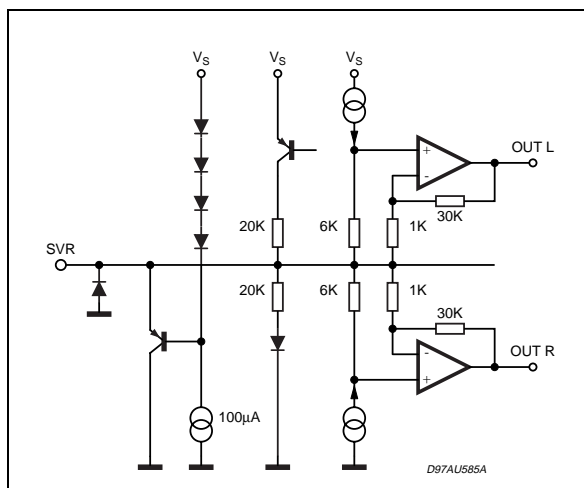 VS VS VS
+
-
OUT L
30K
20K 6K 1K
SVR
20K 6K 1K
30K
-
+
OUT R
100µA
D97AU585A